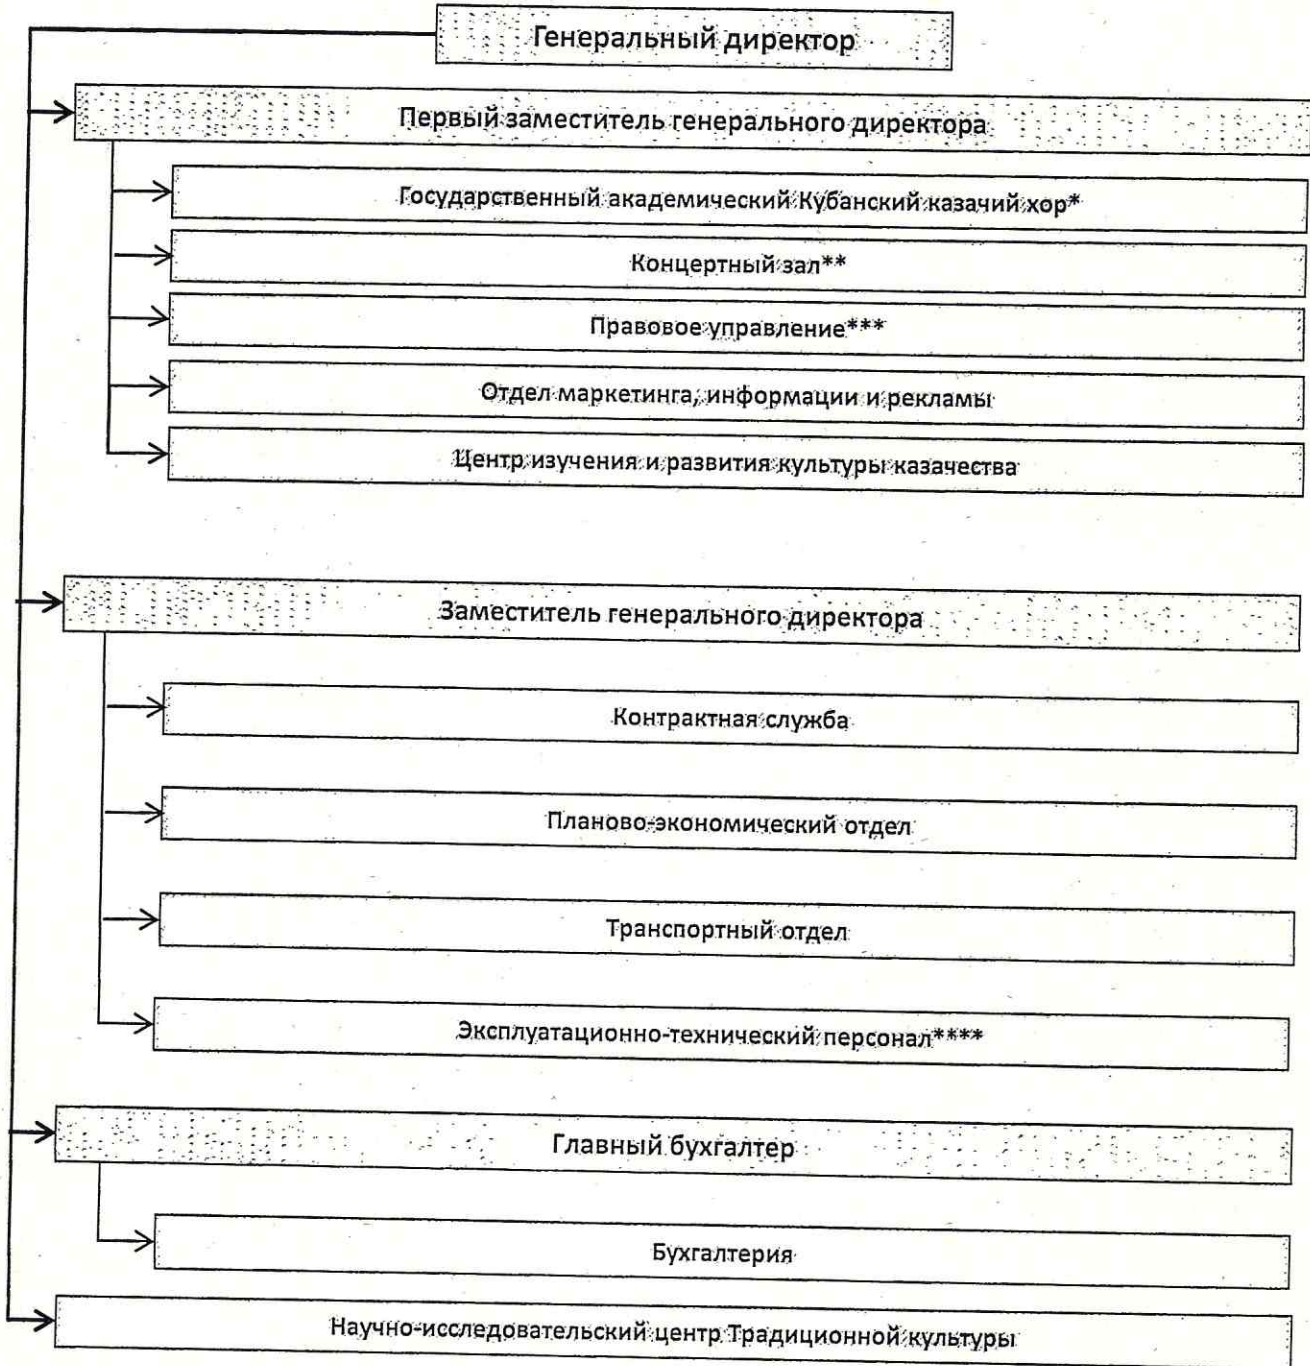 Генеральный директор
Первый заместитель генерального директора
Государственный академический Кубанский казачий хор*
Концертный зал**
Правовое управление***
Отдел маркетинга, информации и рекламы
Центр изучения и развития культуры казачества
Заместитель генерального директора
Контрактная служба
Планово-экономический отдел
Транспортный отдел
Эксплуатационно-технический персонал****
Главный бухгалтер
Бухгалтерия
Научно-исследовательский центр Традиционной культуры